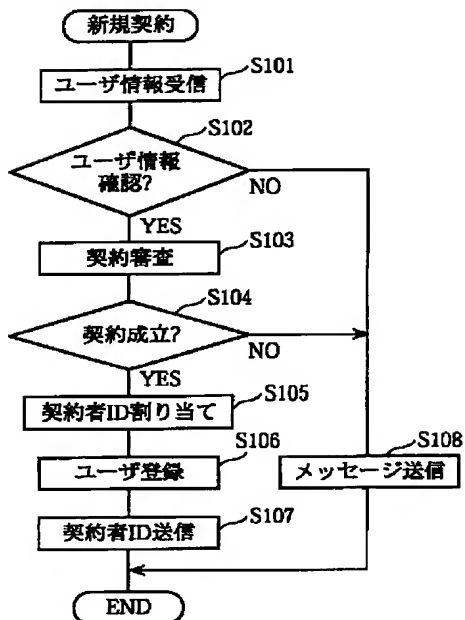 新規契約
S101
ユーザ情報受信
S102
ユーザ情報
確認?
NO
YES
S103
契約審査
S104
契約成立?
NO
YES
S105
契約者ID割り当て
S106
ユーザ登録
S108
メッセージ送信
S107
契約者ID送信
END